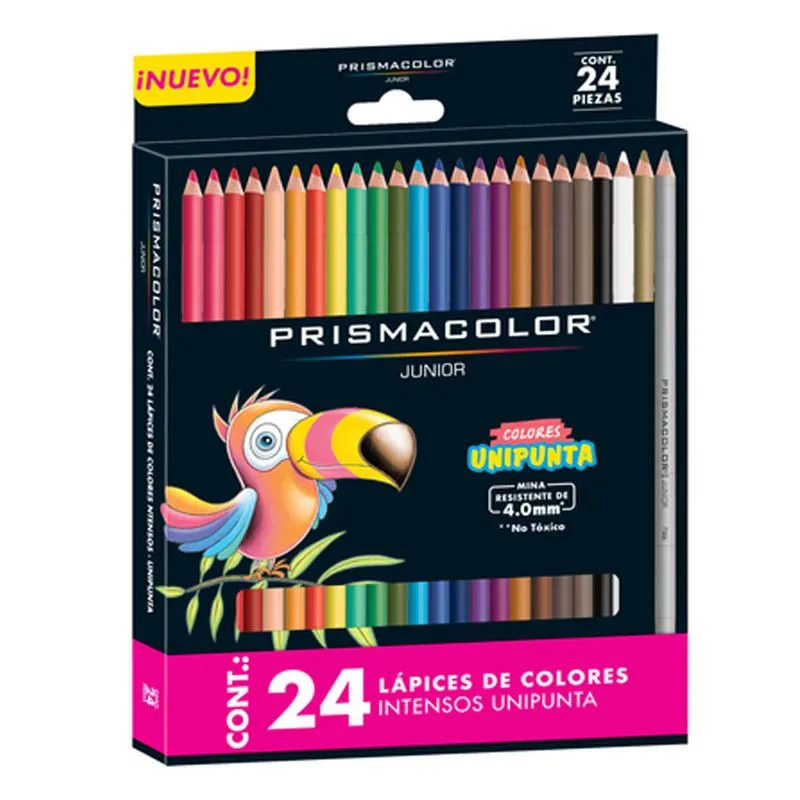 ¡NUEVO!
PRISMACOLOR
JUNIOR
CONT.
24
PIEZAS
PRISMACOLOR
JUNIOR
CONT. 24 LÁPICES DE COLORES INTENSOS · UNIPUNTA
PRISMACOLOR®
JUNIOR
COLORES
UNIPUNTA
MINA
RESISTENTE DE
4.0mm*
**No Tóxico
PRISMACOLOR
JUNIOR
CONT.:
24
LÁPICES DE COLORES
INTENSOS UNIPUNTA